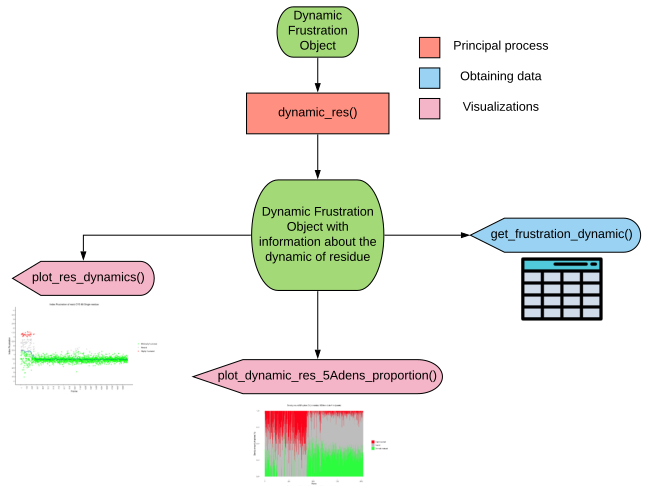 Dynamic
Frustration
Object
Principal process
Obtaining data
Visualizations
dynamic_res()
Dynamic Frustration
Object with
information about the
dynamic of residue
get_frustration_dynamic()
plot_res_dynamics()
plot_dynamic_res_5Adens_proportion()